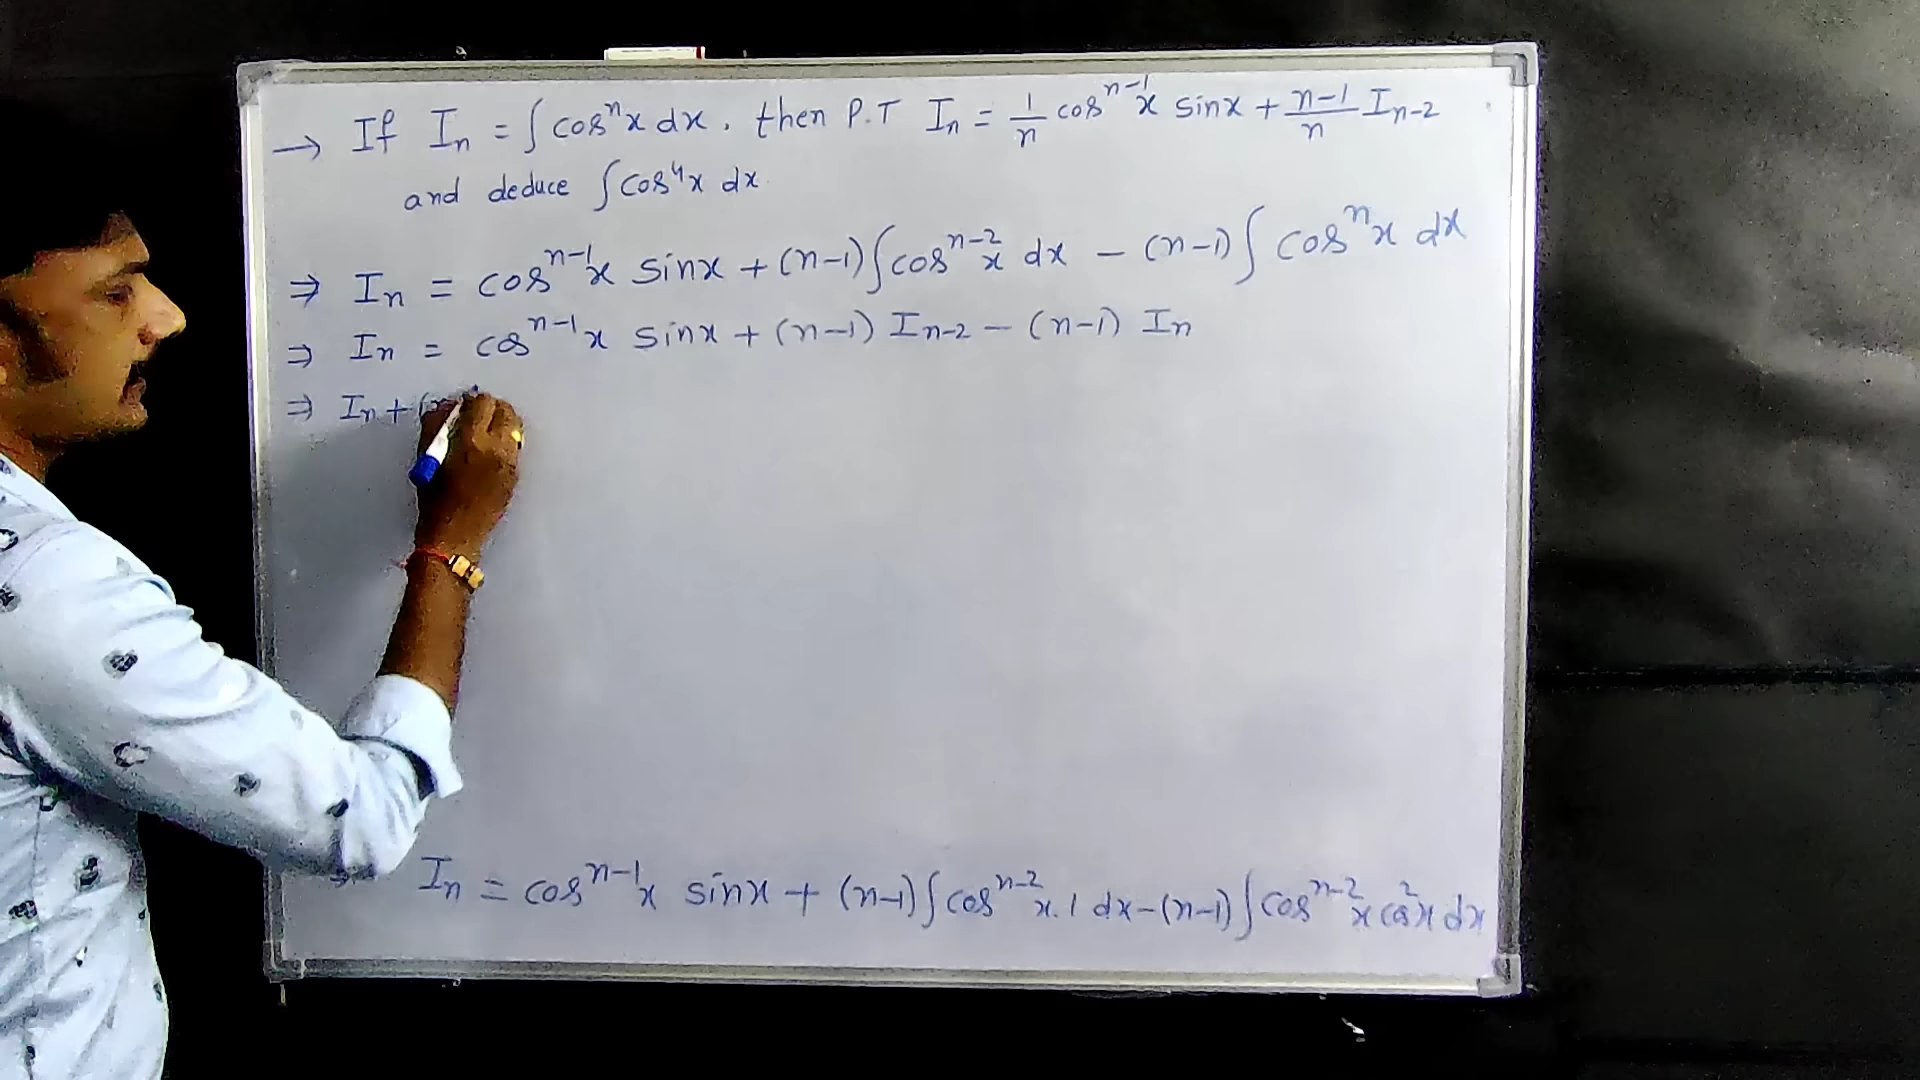 → If Iₙ = ∫ cosⁿx dx, then P.T Iₙ = 1/n cosⁿ⁻¹x sinx + n-1/n Iₙ₋₂
and deduce ∫ cos⁴x dx.
⇒ Iₙ = cosⁿ⁻¹x sinx + (n-1) ∫ cosⁿ⁻²x dx - (n-1) ∫ cosⁿx dx
⇒ Iₙ = cosⁿ⁻¹x sinx + (n-1) Iₙ₋₂ - (n-1) Iₙ
⇒ Iₙ + (n
Iₙ = cosⁿ⁻¹x sinx + (n-1) ∫ cosⁿ⁻²x.1 dx - (n-1) ∫ cosⁿ⁻²x cos²x dx